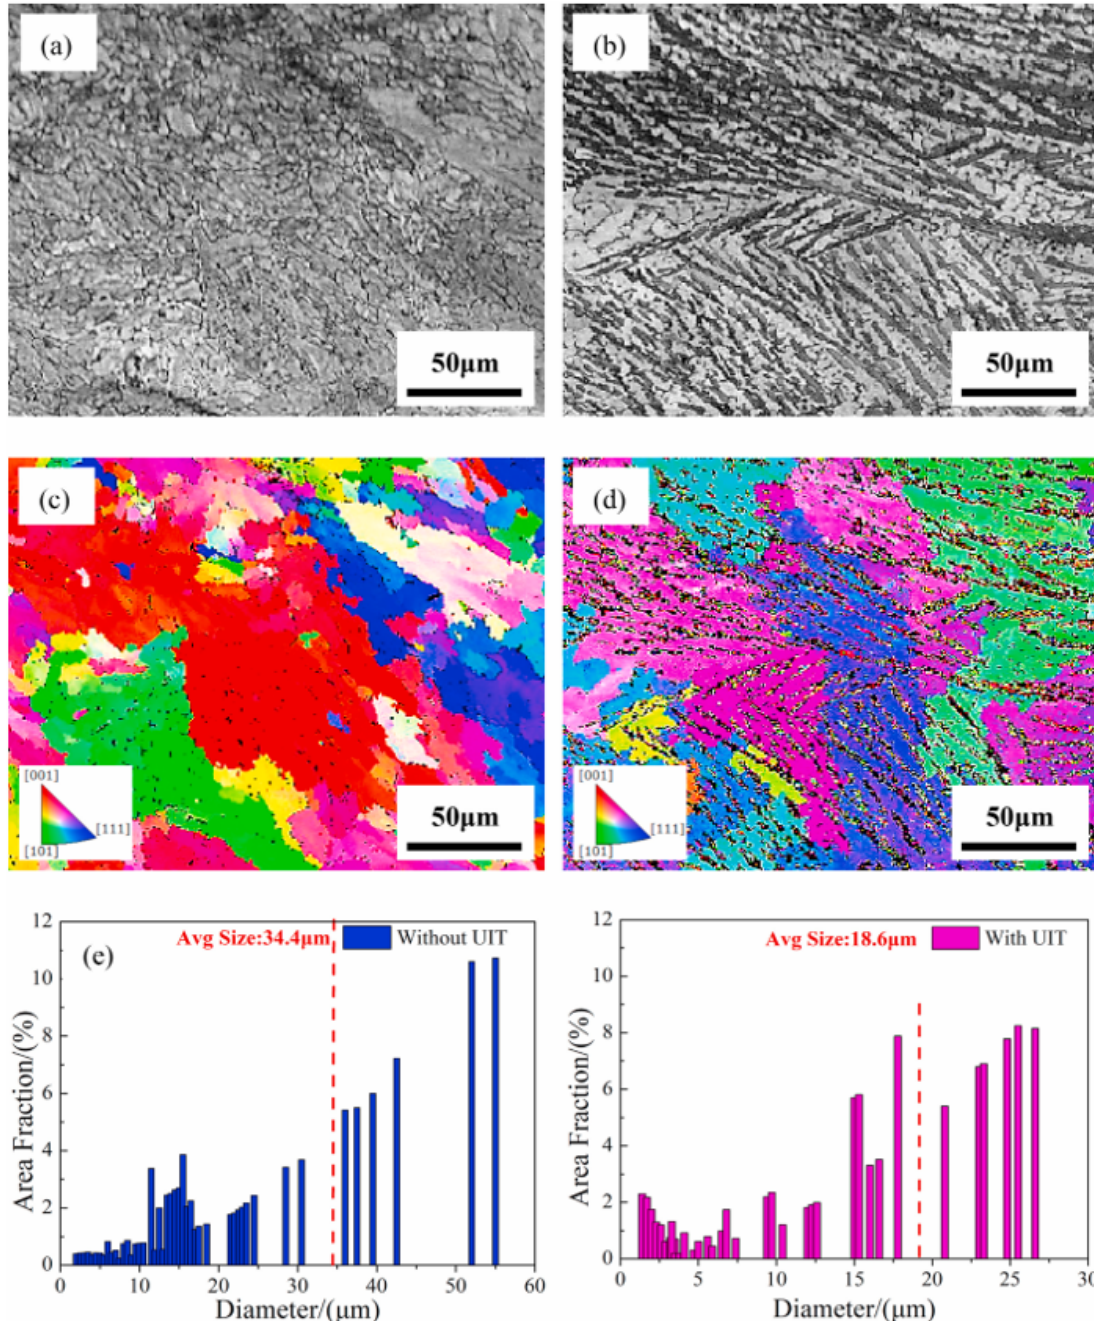 (a)
50μm
(b)
50μm
(c)
[001]
[111]
[101]
50μm
(d)
[001]
[111]
[101]
50μm
(e)
Avg Size:34.4μm
Without UIT
Area Fraction/(%)
12
10
8
6
4
2
0
0 10 20 30 40 50 60
Diameter/(μm)
Avg Size:18.6μm
With UIT
Area Fraction/(%)
12
10
8
6
4
2
0
0 5 10 15 20 25 30
Diameter/(μm)